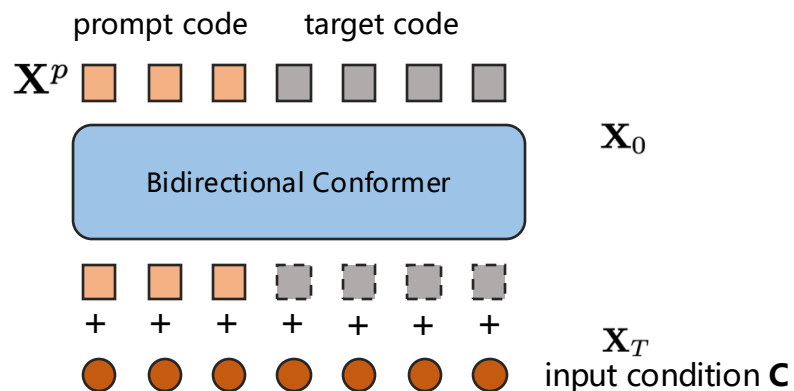 prompt code target code
X^p
X_0
Bidirectional Conformer
+ + + + + + +
X_T
input condition C